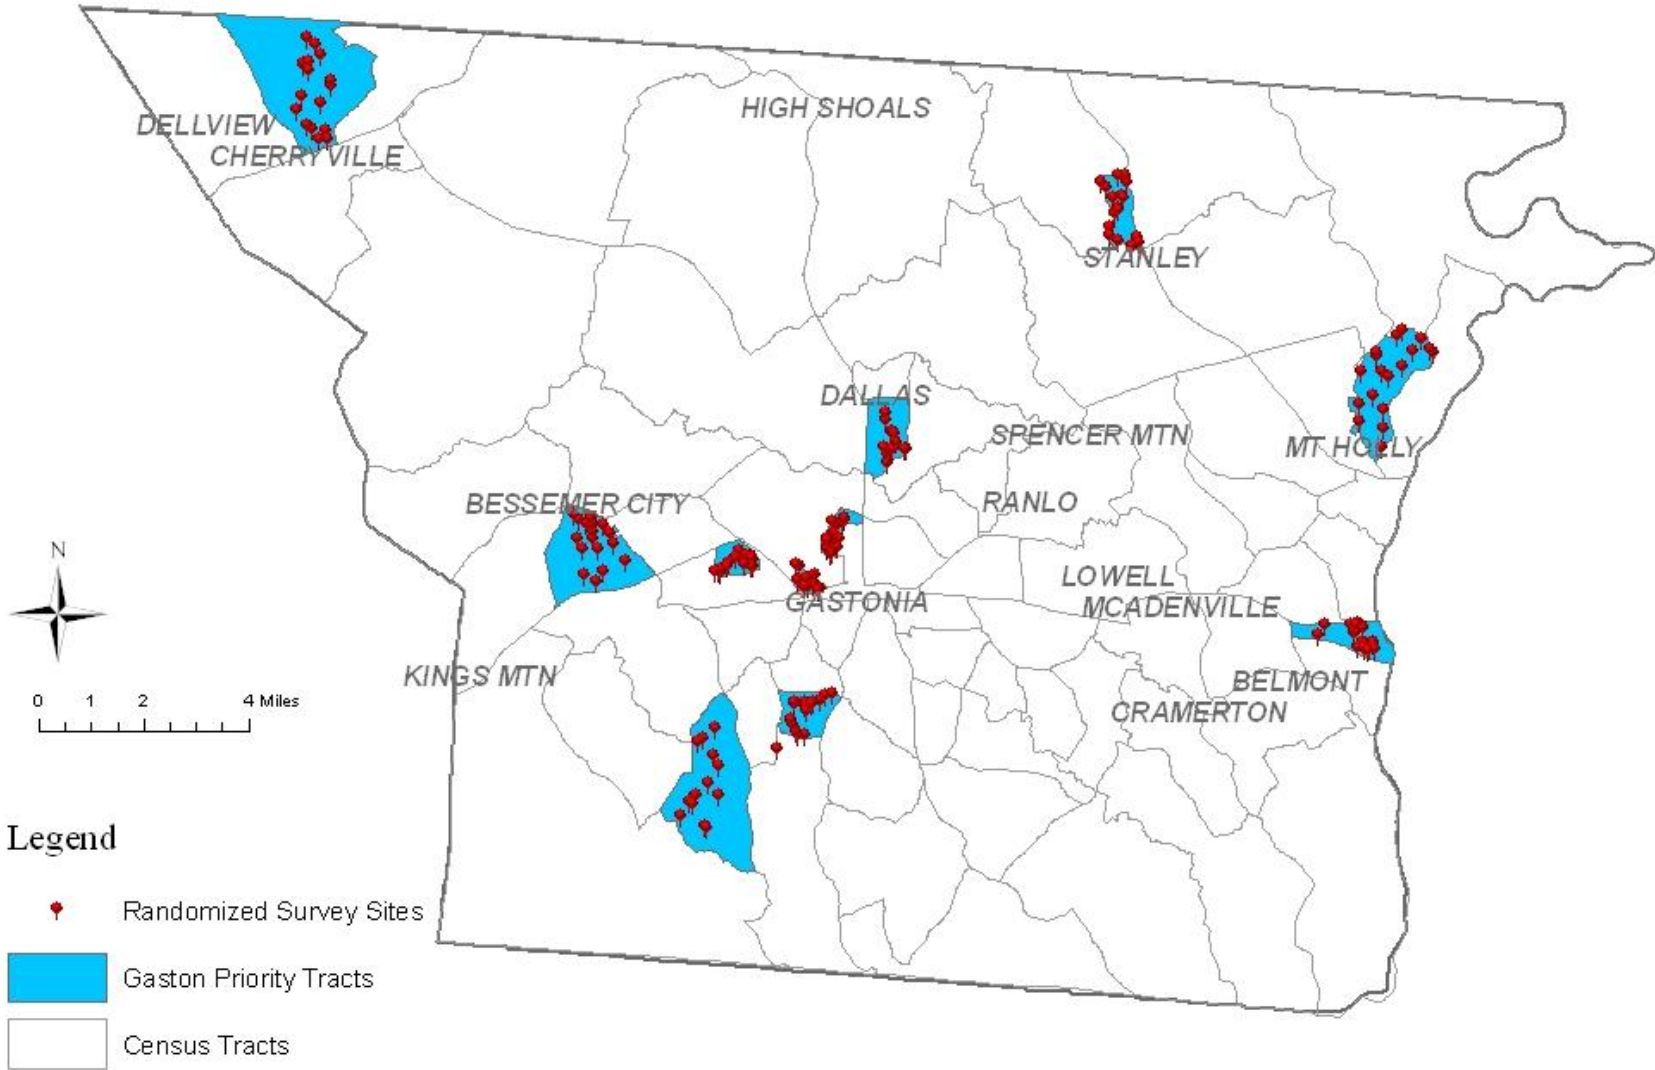 HIGH SHOALS
DELLVIEW
CHERRYVILLE
STANLEY
DALLAS
SPENCER MTN
MT HOLLY
BESSEMER CITY
RANLO
LOWELL
GASTONIA
MCADENVILLE
KINGS MTN
BELMONT
CRAMERTON
N
0 1 2 4 Miles
Legend
Randomized Survey Sites
Gaston Priority Tracts
Census Tracts